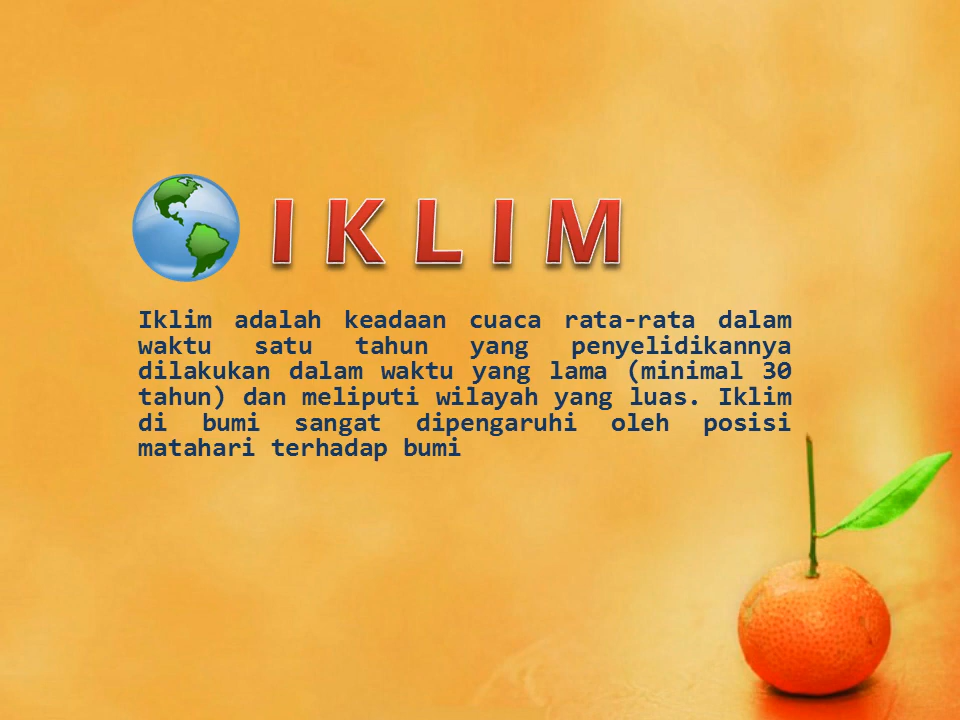 IKLIM
Iklim adalah keadaan cuaca rata-rata dalam
waktu satu tahun yang penyelidikannya
dilakukan dalam waktu yang lama (minimal 30
tahun) dan meliputi wilayah yang luas. Iklim
di bumi sangat dipengaruhi oleh posisi
matahari terhadap bumi